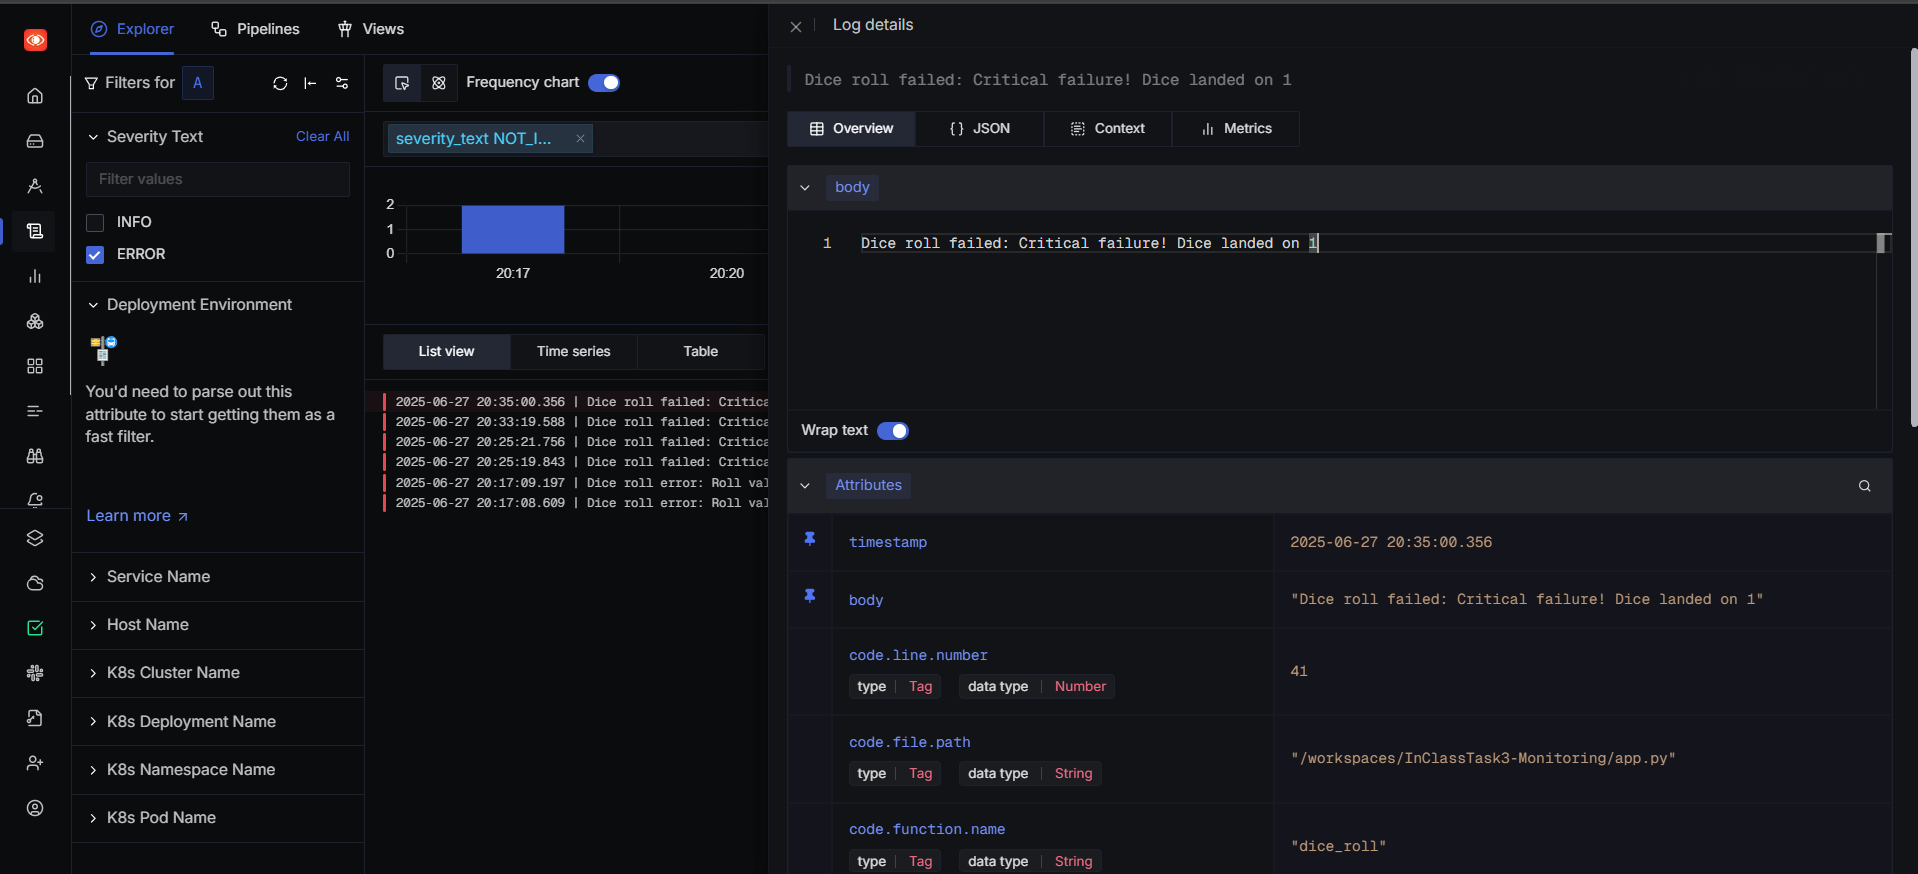 Explorer
Pipelines
Views
Filters for A
Severity Text
Clear All
Filter values
INFO
ERROR
Deployment Environment
You'd need to parse out this
attribute to start getting them as a
fast filter.
Learn more
Service Name
Host Name
K8s Cluster Name
K8s Deployment Name
K8s Namespace Name
K8s Pod Name
Frequency chart
severity_text NOT_I...
2
1
0
20:17
20:20
List view
Time series
Table
2025-06-27 20:35:00.356 | Dice roll failed: Critica
2025-06-27 20:33:19.588 | Dice roll failed: Critica
2025-06-27 20:25:21.756 | Dice roll failed: Critica
2025-06-27 20:25:19.843 | Dice roll failed: Critica
2025-06-27 20:17:09.197 | Dice roll error: Roll val
2025-06-27 20:17:08.609 | Dice roll error: Roll val
Log details
Dice roll failed: Critical failure! Dice landed on 1
Overview
{} JSON
Context
Metrics
body
1 Dice roll failed: Critical failure! Dice landed on 1
Wrap text
Attributes
timestamp
2025-06-27 20:35:00.356
body
"Dice roll failed: Critical failure! Dice landed on 1"
code.line.number
type Tag data type Number
41
code.file.path
type Tag data type String
"/workspaces/InClassTask3-Monitoring/app.py"
code.function.name
type Tag data type String
"dice_roll"